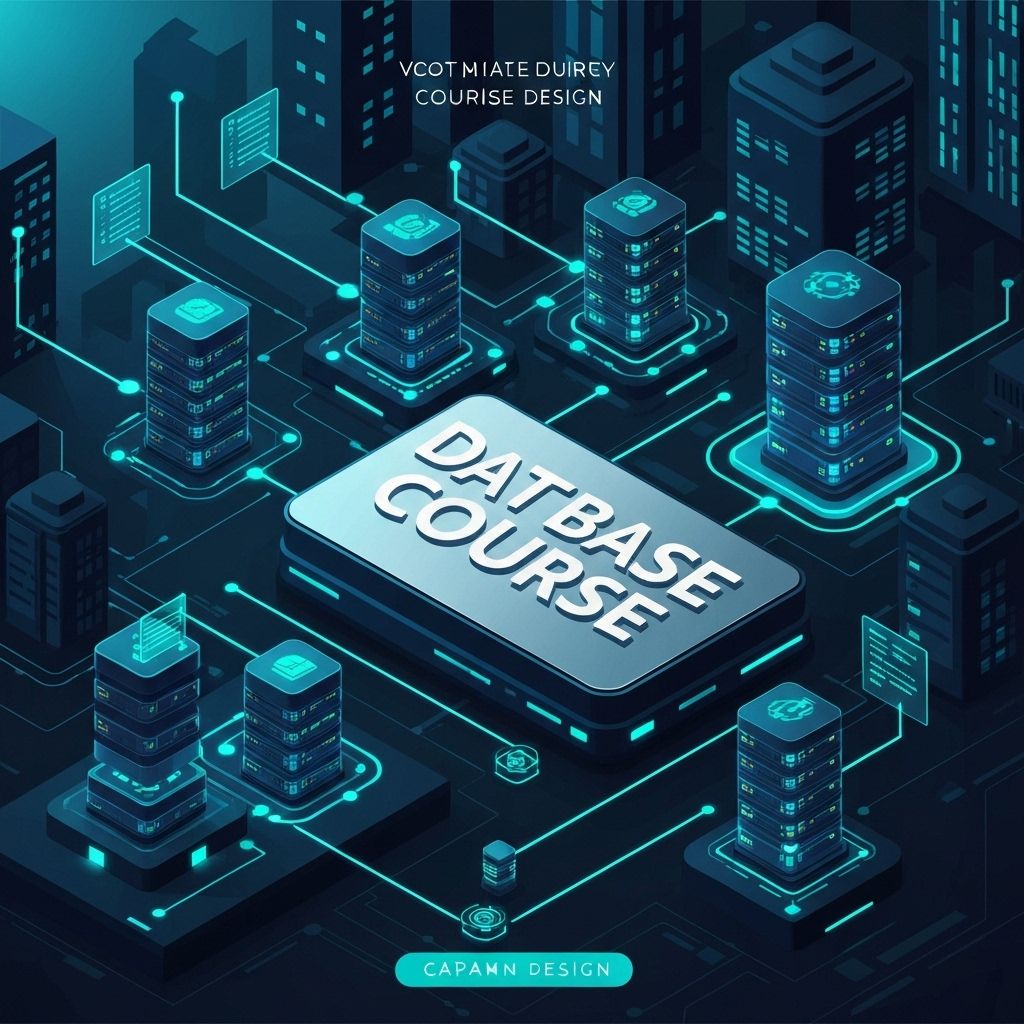 VCOT MIATE DUIREY
COURISE DESIGN
DATBASE
COURSE
CAPAMN DESIGN